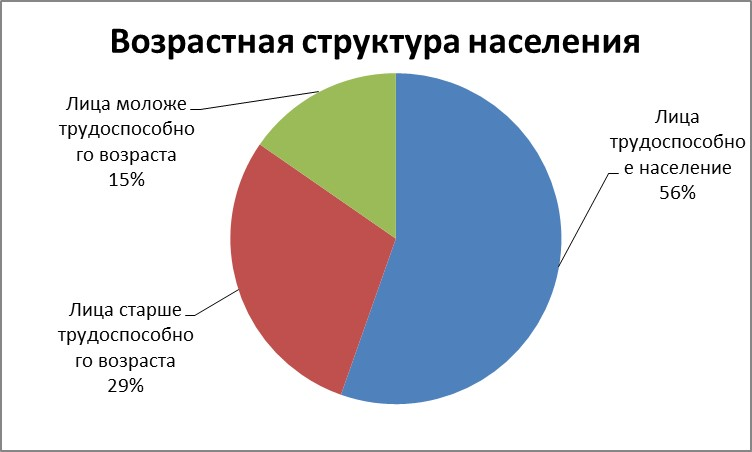 Возрастная структура населения
Лица моложе
трудоспособно
го возраста
15%
Лица
трудоспособно
е население
56%
Лица старше
трудоспособно
го возраста
29%